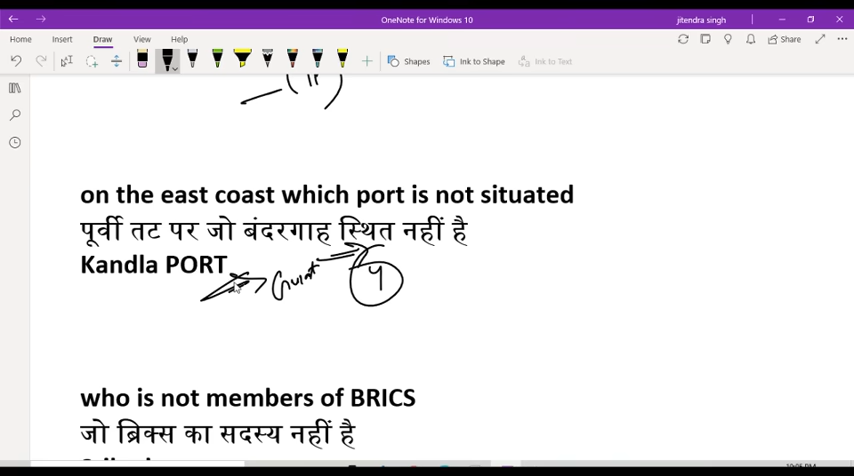 OneNote for Windows 10
jitendra singh
Home Insert Draw View Help
Share
Shapes Ink to Shape Ink to Text
on the east coast which port is not situated
पूर्वी तट पर जो बंदरगाह स्थित नहीं है
Kandla PORT
who is not members of BRICS
जो ब्रिक्स का सदस्य नहीं है